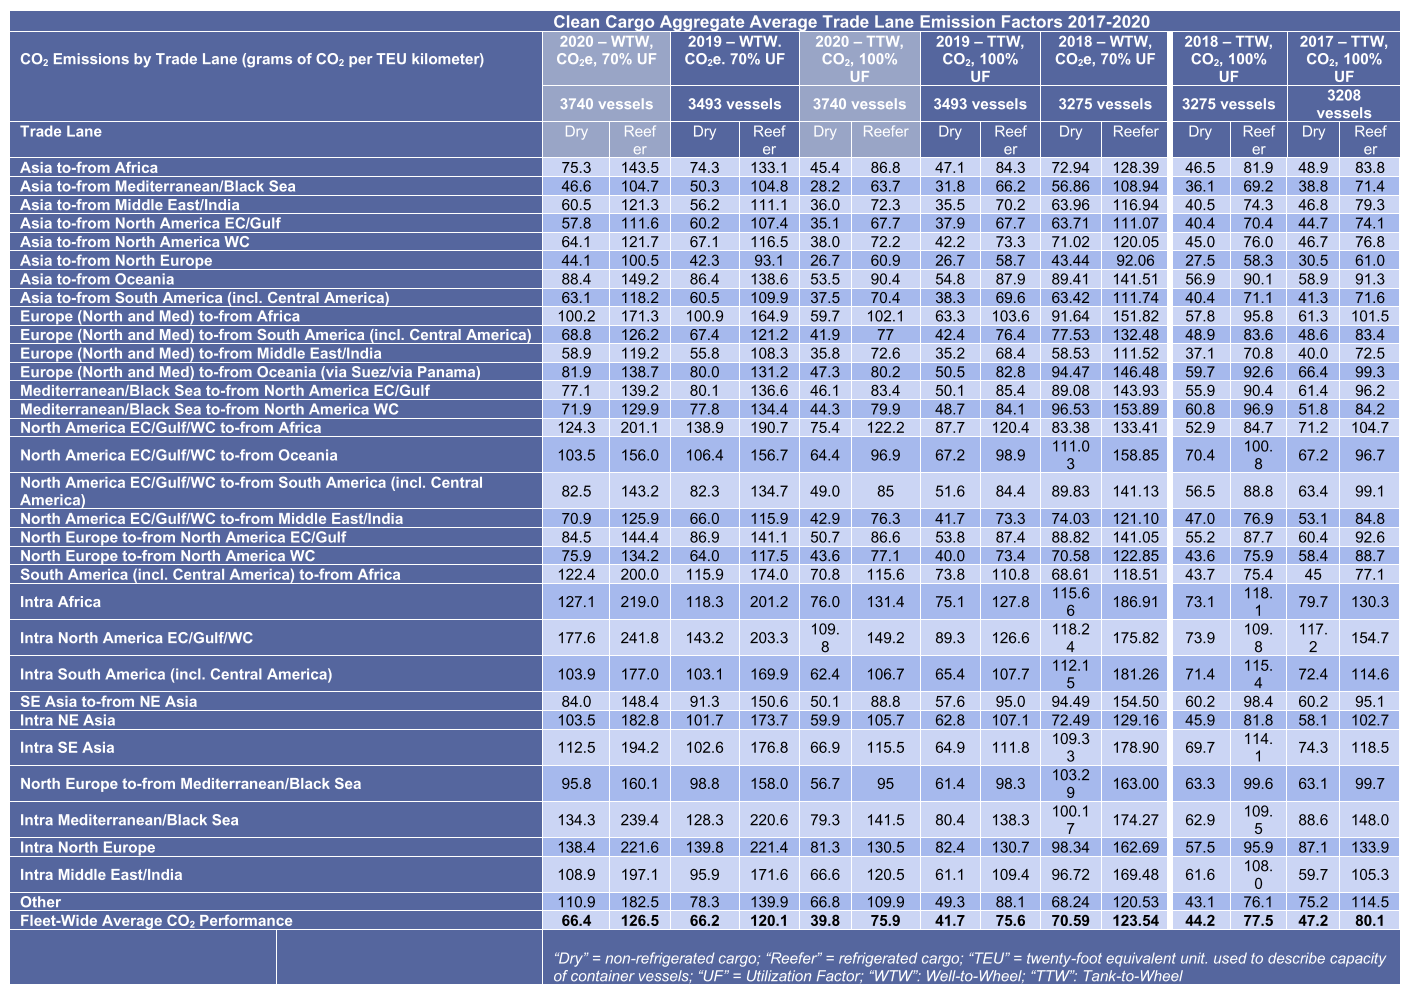 Clean Cargo Aggregate Average Trade Lane Emission Factors 2017-2020
CO₂ Emissions by Trade Lane (grams of CO₂ per TEU kilometer) 2020 – WTW, CO₂e, 70% UF 2019 – WTW. CO₂e. 70% UF 2020 – TTW, CO₂, 100% UF 2019 – TTW, CO₂, 100% UF 2018 – WTW, CO₂e, 70% UF 2018 – TTW, CO₂, 100% UF 2017 – TTW, CO₂, 100% UF
3740 vessels 3493 vessels 3740 vessels 3493 vessels 3275 vessels 3275 vessels 3208 vessels
Trade Lane Dry Reefer Dry Reefer Dry Reefer Dry Reefer Dry Reefer Dry Reefer Dry Reefer
Asia to-from Africa 75.3 143.5 74.3 133.1 45.4 86.8 47.1 84.3 72.94 128.39 46.5 81.9 48.9 83.8
Asia to-from Mediterranean/Black Sea 46.6 104.7 50.3 104.8 28.2 63.7 31.8 66.2 56.86 108.94 36.1 69.2 38.8 71.4
Asia to-from Middle East/India 60.5 121.3 56.2 111.1 36.0 72.3 35.5 70.2 63.96 116.94 40.5 74.3 46.8 79.3
Asia to-from North America EC/Gulf 57.8 111.6 60.2 107.4 35.1 67.7 37.9 67.7 63.71 111.07 40.4 70.4 44.7 74.1
Asia to-from North America WC 64.1 121.7 67.1 116.5 38.0 72.2 42.2 73.3 71.02 120.05 45.0 76.0 46.7 76.8
Asia to-from North Europe 44.1 100.5 42.3 93.1 26.7 60.9 26.7 58.7 43.44 92.06 27.5 58.3 30.5 61.0
Asia to-from Oceania 88.4 149.2 86.4 138.6 53.5 90.4 54.8 87.9 89.41 141.51 56.9 90.1 58.9 91.3
Asia to-from South America (incl. Central America) 63.1 118.2 60.5 109.9 37.5 70.4 38.3 69.6 63.42 111.74 40.4 71.1 41.3 71.6
Europe (North and Med) to-from Africa 100.2 171.3 100.9 164.9 59.7 102.1 63.3 103.6 91.64 151.82 57.8 95.8 61.3 101.5
Europe (North and Med) to-from South America (incl. Central America) 68.8 126.2 67.4 121.2 41.9 77 42.4 76.4 77.53 132.48 48.9 83.6 48.6 83.4
Europe (North and Med) to-from Middle East/India 58.9 119.2 55.8 108.3 35.8 72.6 35.2 68.4 58.53 111.52 37.1 70.8 40.0 72.5
Europe (North and Med) to-from Oceania (via Suez/via Panama) 81.9 138.7 80.0 131.2 47.3 80.2 50.5 82.8 94.47 146.48 59.7 92.6 66.4 99.3
Mediterranean/Black Sea to-from North America EC/Gulf 77.1 139.2 80.1 136.6 46.1 83.4 50.1 85.4 89.08 143.93 55.9 90.4 61.4 96.2
Mediterranean/Black Sea to-from North America WC 71.9 129.9 77.8 134.4 44.3 79.9 48.7 84.1 96.53 153.89 60.8 96.9 51.8 84.2
North America EC/Gulf/WC to-from Africa 124.3 201.1 138.9 190.7 75.4 122.2 87.7 120.4 83.38 133.41 52.9 84.7 71.2 104.7
North America EC/Gulf/WC to-from Oceania 103.5 156.0 106.4 156.7 64.4 96.9 67.2 98.9 111.03 158.85 70.4 100.8 67.2 96.7
North America EC/Gulf/WC to-from South America (incl. Central America) 82.5 143.2 82.3 134.7 49.0 85 51.6 84.4 89.83 141.13 56.5 88.8 63.4 99.1
North America EC/Gulf/WC to-from Middle East/India 70.9 125.9 66.0 115.9 42.9 76.3 41.7 73.3 74.03 121.10 47.0 76.9 53.1 84.8
North Europe to-from North America EC/Gulf 84.5 144.4 86.9 141.1 50.7 86.6 53.8 87.4 88.82 141.05 55.2 87.7 60.4 92.6
North Europe to-from North America WC 75.9 134.2 64.0 117.5 43.6 77.1 40.0 73.4 70.58 122.85 43.6 75.9 58.4 88.7
South America (incl. Central America) to-from Africa 122.4 200.0 115.9 174.0 70.8 115.6 73.8 110.8 68.61 118.51 43.7 75.4 45 77.1
Intra Africa 127.1 219.0 118.3 201.2 76.0 131.4 75.1 127.8 115.66 186.91 73.1 118.1 79.7 130.3
Intra North America EC/Gulf/WC 177.6 241.8 143.2 203.3 109.8 149.2 89.3 126.6 118.24 175.82 73.9 109.8 117.2 154.7
Intra South America (incl. Central America) 103.9 177.0 103.1 169.9 62.4 106.7 65.4 107.7 112.15 181.26 71.4 115.4 72.4 114.6
SE Asia to-from NE Asia 84.0 148.4 91.3 150.6 50.1 88.8 57.6 95.0 94.49 154.50 60.2 98.4 60.2 95.1
Intra NE Asia 103.5 182.8 101.7 173.7 59.9 105.7 62.8 107.1 72.49 129.16 45.9 81.8 58.1 102.7
Intra SE Asia 112.5 194.2 102.6 176.8 66.9 115.5 64.9 111.8 109.33 178.90 69.7 114.1 74.3 118.5
North Europe to-from Mediterranean/Black Sea 95.8 160.1 98.8 158.0 56.7 95 61.4 98.3 103.29 163.00 63.3 99.6 63.1 99.7
Intra Mediterranean/Black Sea 134.3 239.4 128.3 220.6 79.3 141.5 80.4 138.3 100.17 174.27 62.9 109.5 88.6 148.0
Intra North Europe 138.4 221.6 139.8 221.4 81.3 130.5 82.4 130.7 98.34 162.69 57.5 95.9 87.1 133.9
Intra Middle East/India 108.9 197.1 95.9 171.6 66.6 120.5 61.1 109.4 96.72 169.48 61.6 108.0 59.7 105.3
Other 110.9 182.5 78.3 139.9 66.8 109.9 49.3 88.1 68.24 120.53 43.1 76.1 75.2 114.5
Fleet-Wide Average CO₂ Performance 66.4 126.5 66.2 120.1 39.8 75.9 41.7 75.6 70.59 123.54 44.2 77.5 47.2 80.1
“Dry” = non-refrigerated cargo; “Reefer” = refrigerated cargo; “TEU” = twenty-foot equivalent unit. used to describe capacity
of container vessels; “UF” = Utilization Factor; “WTW”: Well-to-Wheel; “TTW”: Tank-to-Wheel